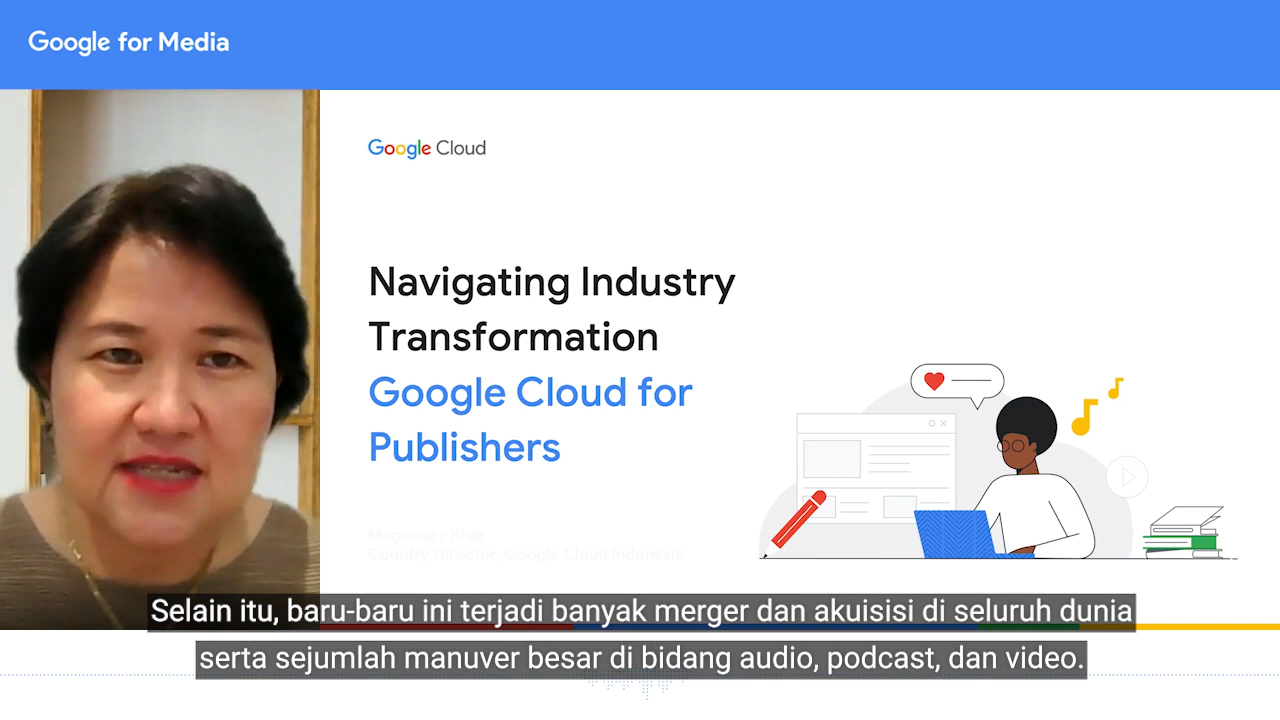 Google for Media
Google Cloud
Navigating Industry
Transformation
Google Cloud for
Publishers
Megawaty Khie
Country Director, Google Cloud Indonesia
Selain itu, baru-baru ini terjadi banyak merger dan akuisisi di seluruh dunia
serta sejumlah manuver besar di bidang audio, podcast, dan video.